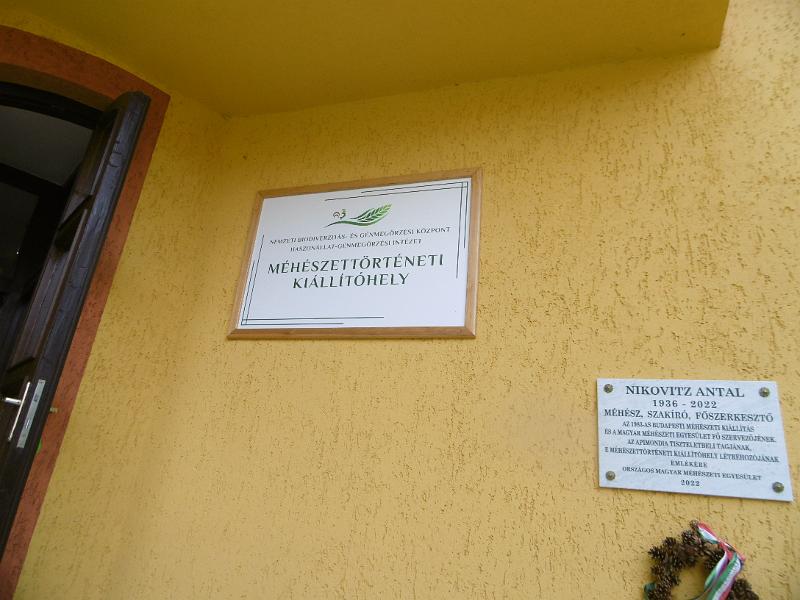 NEMZETI BIODIVERZITÁS- ÉS GÉNMEGŐRZÉSI KÖZPONT
HASZONÁLLAT-GÉNMEGŐRZÉSI INTÉZET
MÉHÉSZETTÖRTÉNETI
KIÁLLÍTÓHELY
NIKOVITZ ANTAL
1936 - 2022
MÉHÉSZ, SZAKÍRÓ, FŐSZERKESZTŐ
AZ 1983-AS BUDAPESTI MÉHÉSZETI KIÁLLÍTÁS
ÉS A MAGYAR MÉHÉSZETI EGYESÜLET FŐ SZERVEZŐJÉNEK,
AZ APIMONDIA TISZTELETBELI TAGJÁNAK,
E MÉHÉSZETTÖRTÉNETI KIÁLLÍTÓHELY LÉTREHOZÓJÁNAK
EMLÉKÉRE
ORSZÁGOS MAGYAR MÉHÉSZETI EGYESÜLET
2022